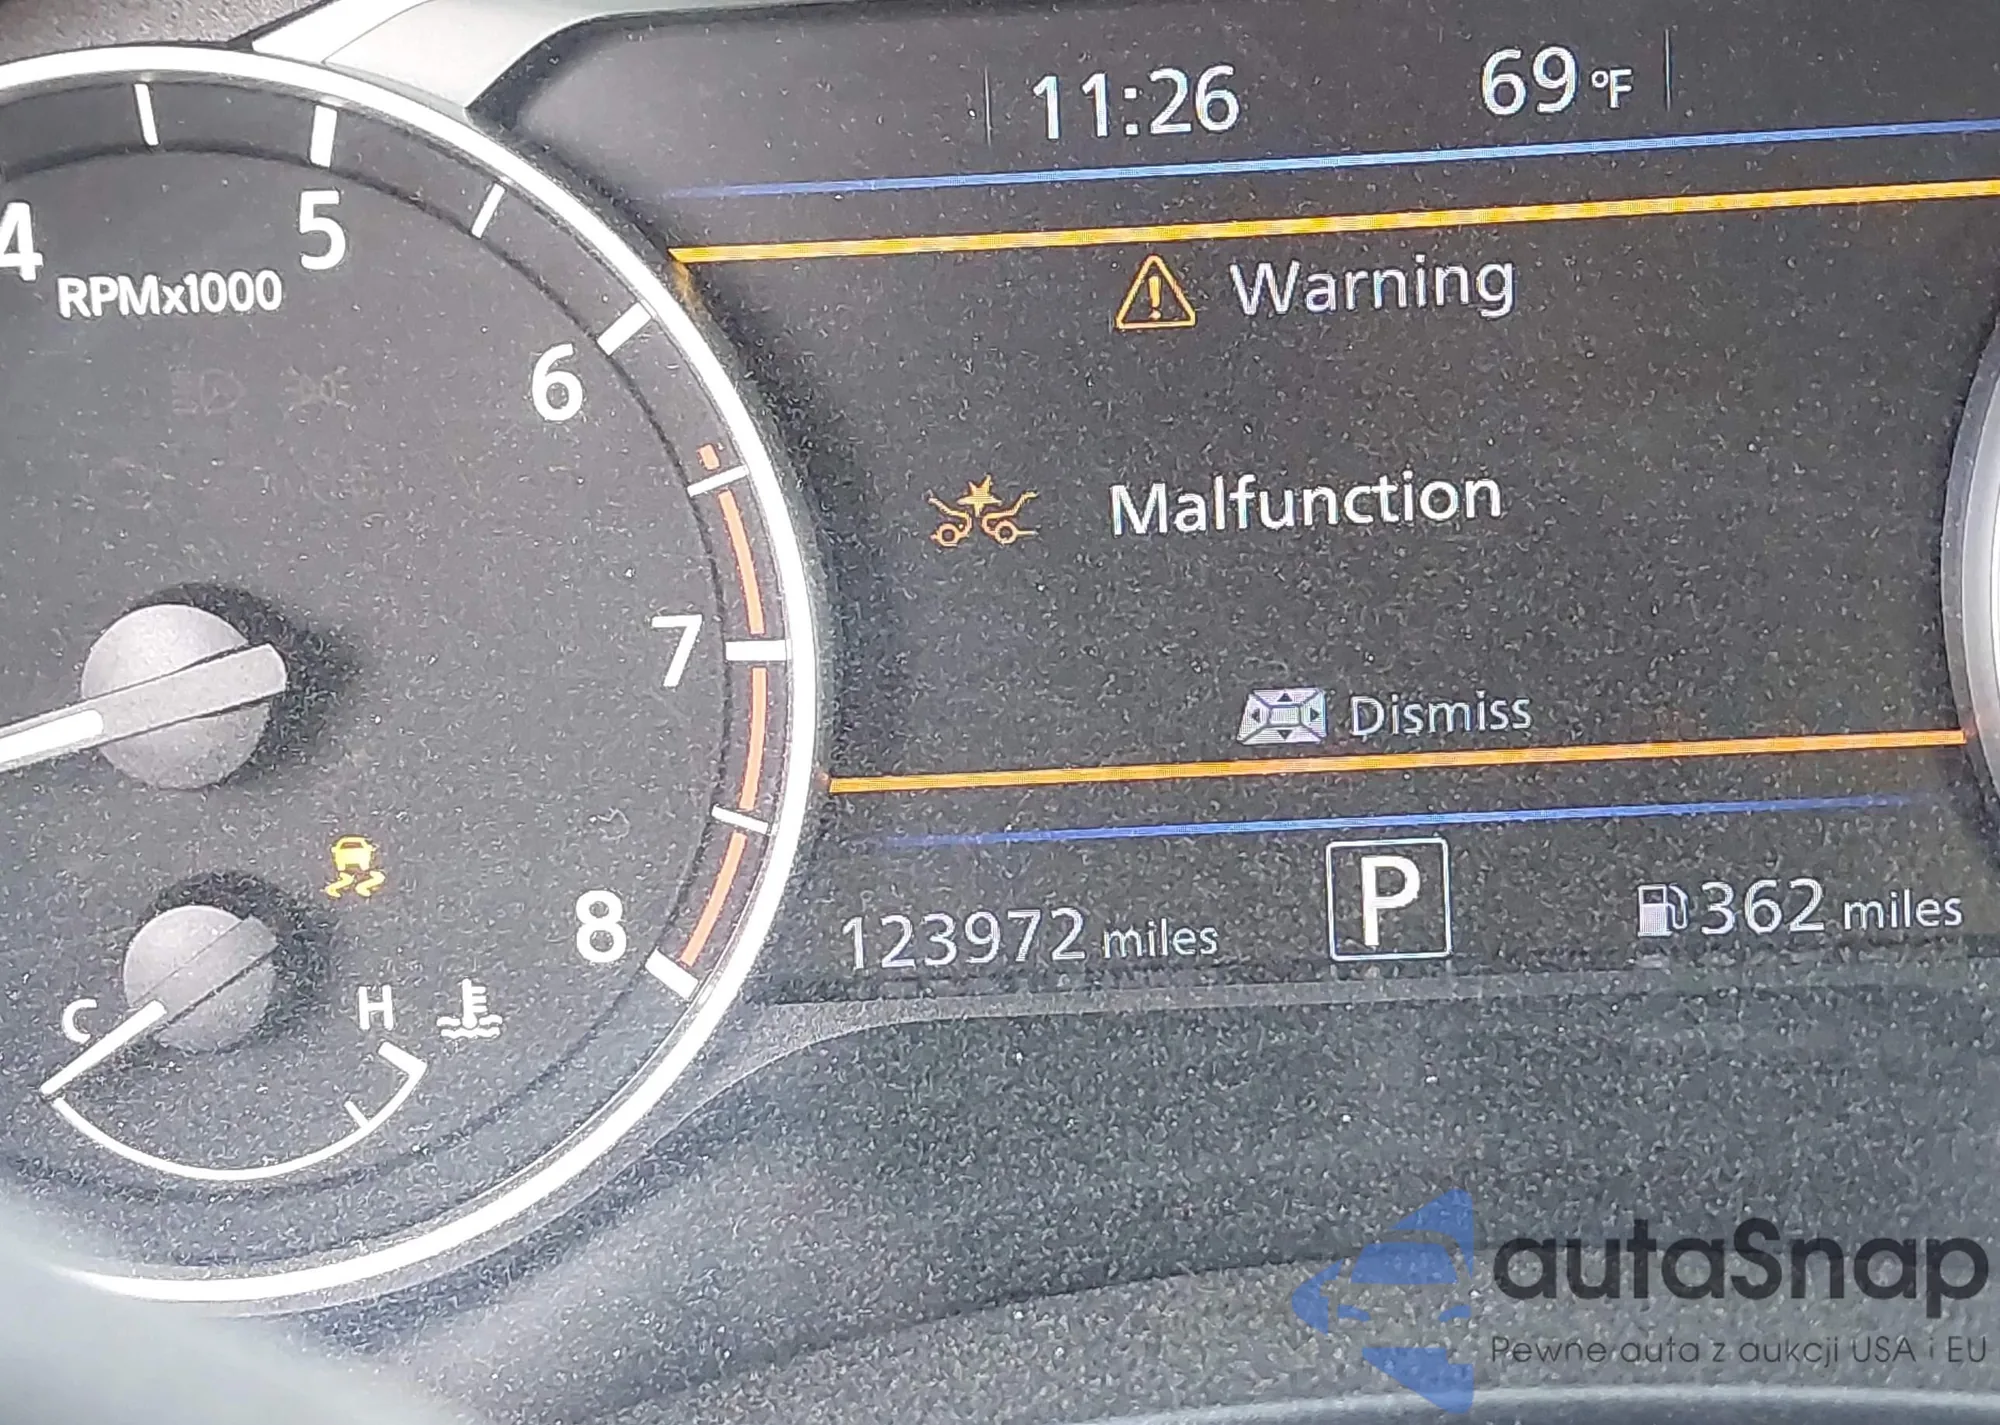 11:26 69 °F
4 5 6 7 8
RPMx1000
Warning
Malfunction
Dismiss
123972 miles P 362 miles
C H
autaSnap
Pewne auta z aukcji USA i EU